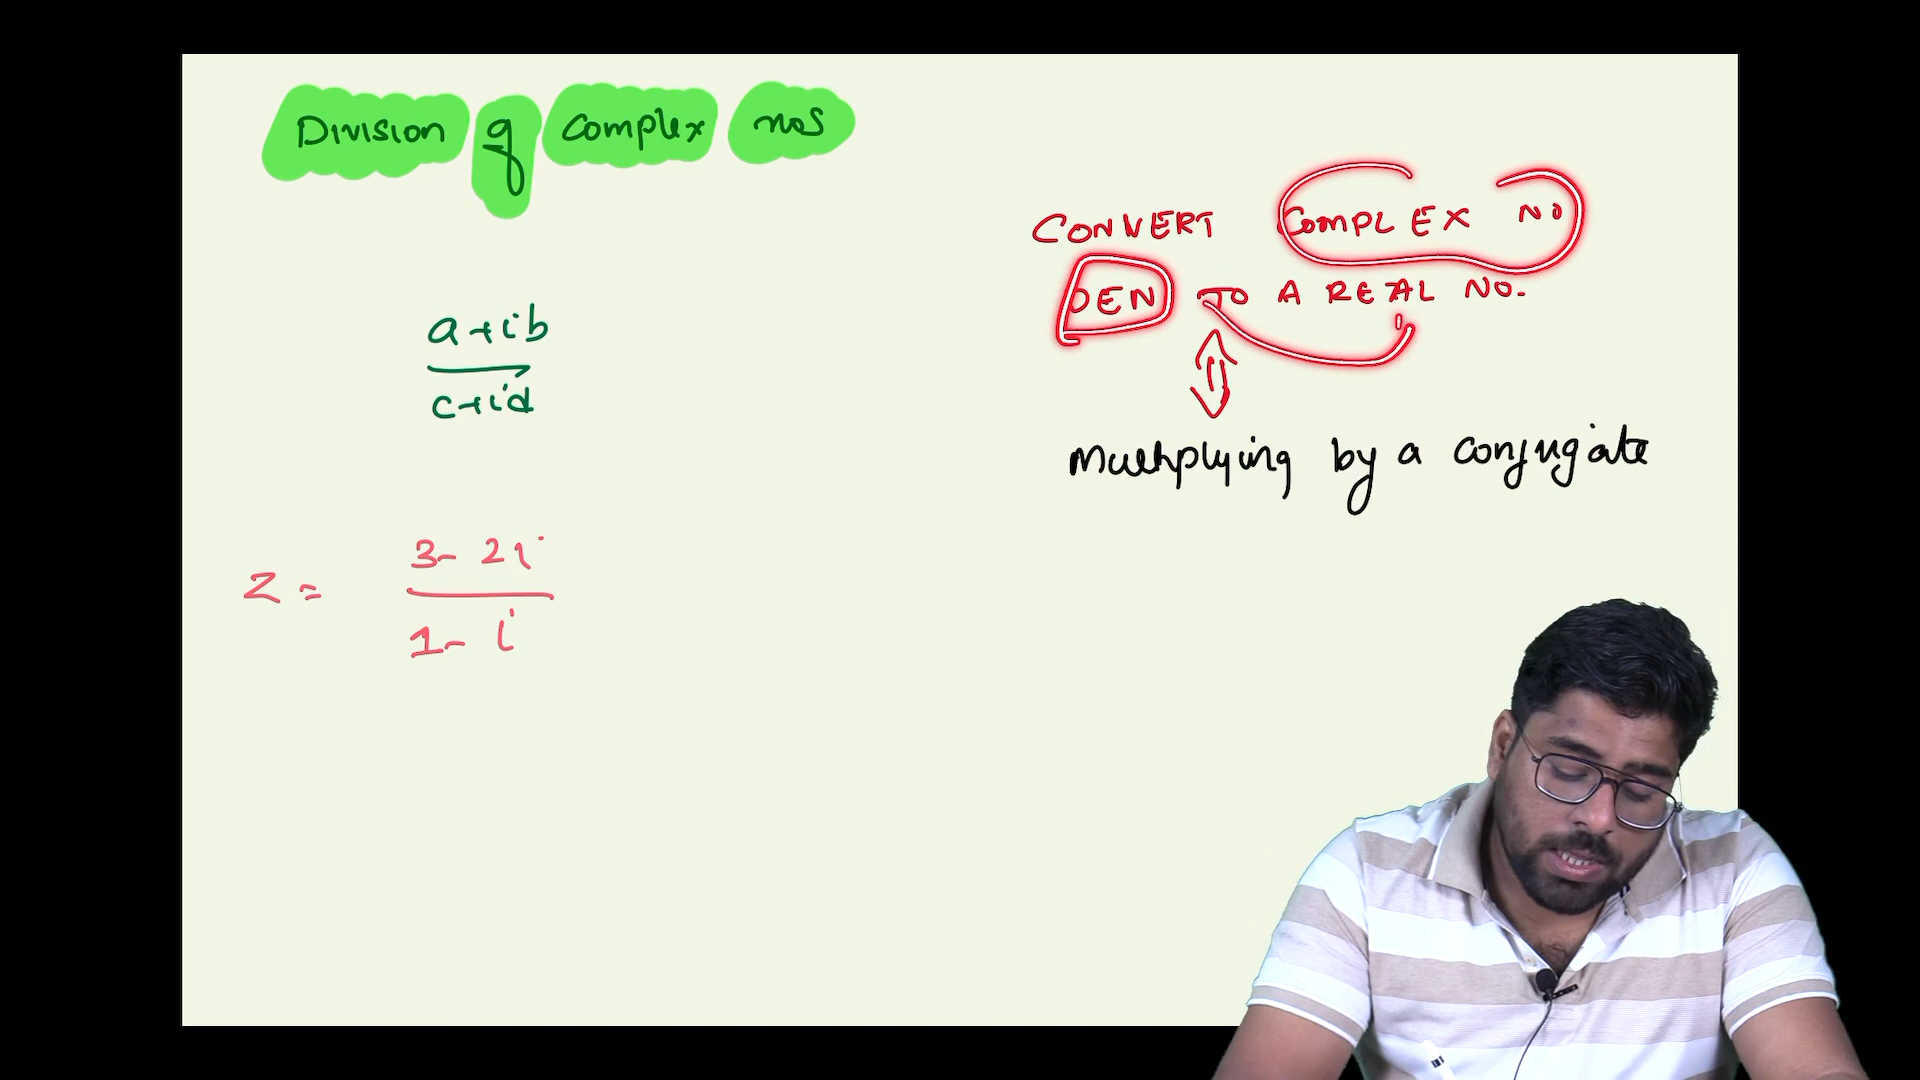 Division of complex nos
CONVERT COMPLEX NO
DEN TO A REAL NO.
Multiplying by a conjugate
a+ib
c+id
Z = 3- 2i
1- i